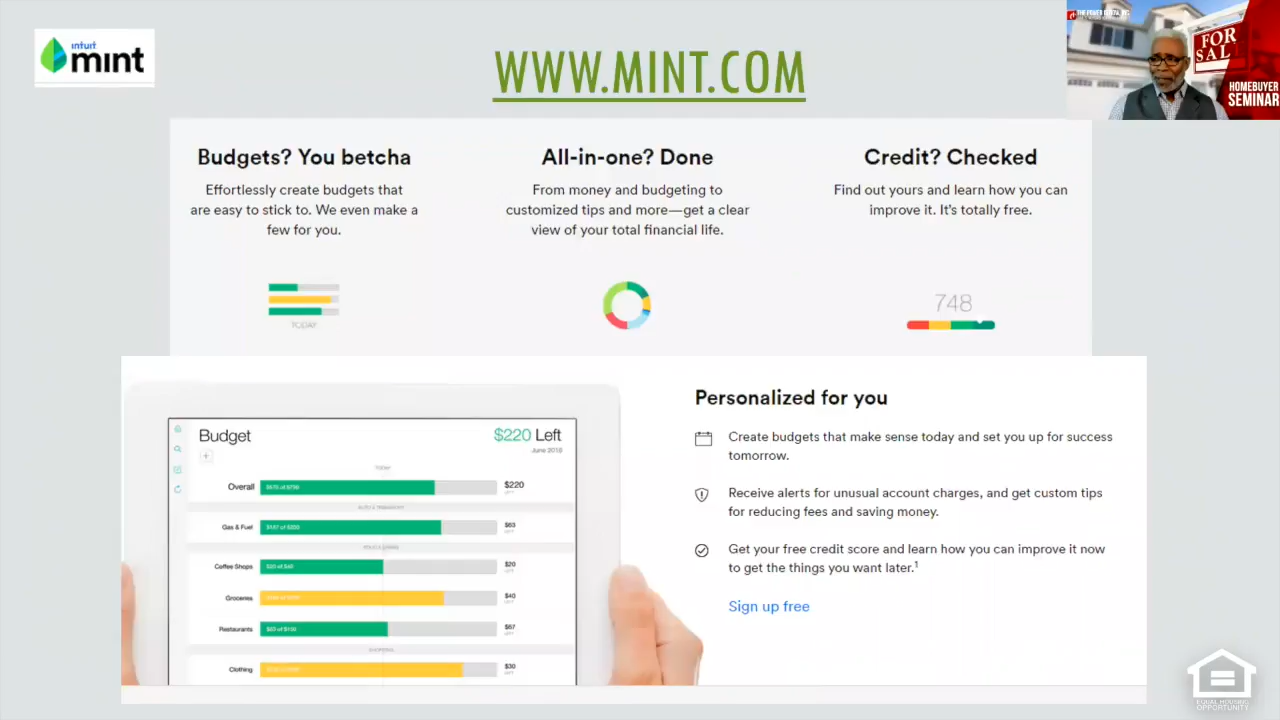 intuit
mint
WWW.MINT.COM
FOR
SAL
HOMEBUYER
SEMINAR
Budgets? You betcha
Effortlessly create budgets that
are easy to stick to. We even make a
few for you.
TODAY
All-in-one? Done
From money and budgeting to
customized tips and more—get a clear
view of your total financial life.
Credit? Checked
Find out yours and learn how you can
improve it. It's totally free.
748
Budget
$220 Left
June 2018
TODAY
Overall
$220
Gas & Fuel
$63
Coffee Shops
$20
Groceries
$40
Restaurants
$67
Clothing
$30
Personalized for you
Create budgets that make sense today and set you up for success
tomorrow.
Receive alerts for unusual account charges, and get custom tips
for reducing fees and saving money.
Get your free credit score and learn how you can improve it now
to get the things you want later.1
Sign up free
EQUAL HOUSING
OPPORTUNITY